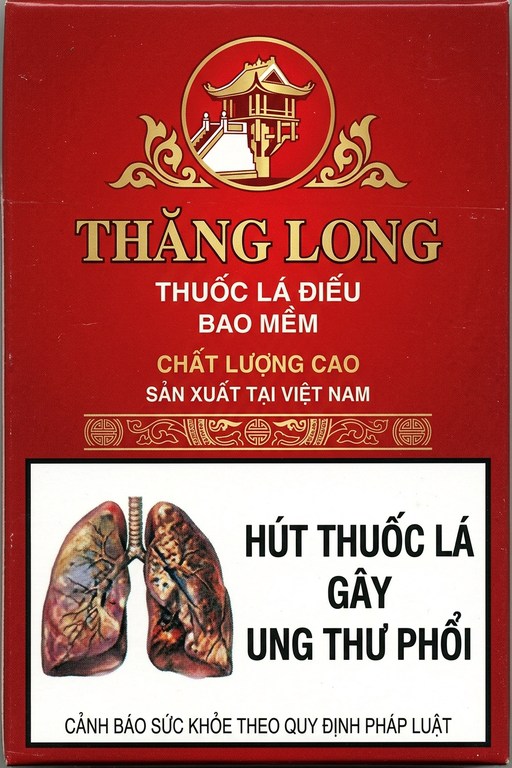 THĂNG LONG
THUỐC LÁ ĐIẾU
BAO MỀM
CHẤT LƯỢNG CAO
SẢN XUẤT TẠI VIỆT NAM
HÚT THUỐC LÁ
GÂY
UNG THƯ PHỔI
CẢNH BÁO SỨC KHỎE THEO QUY ĐỊNH PHÁP LUẬT